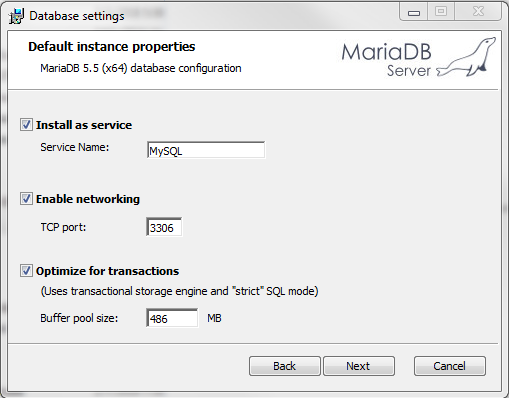 Database settings
Default instance properties
MariaDB 5.5 (x64) database configuration
MariaDB
Server
Install as service
Service Name: MySQL
Enable networking
TCP port: 3306
Optimize for transactions
(Uses transactional storage engine and "strict" SQL mode)
Buffer pool size: 486 MB
Back Next Cancel